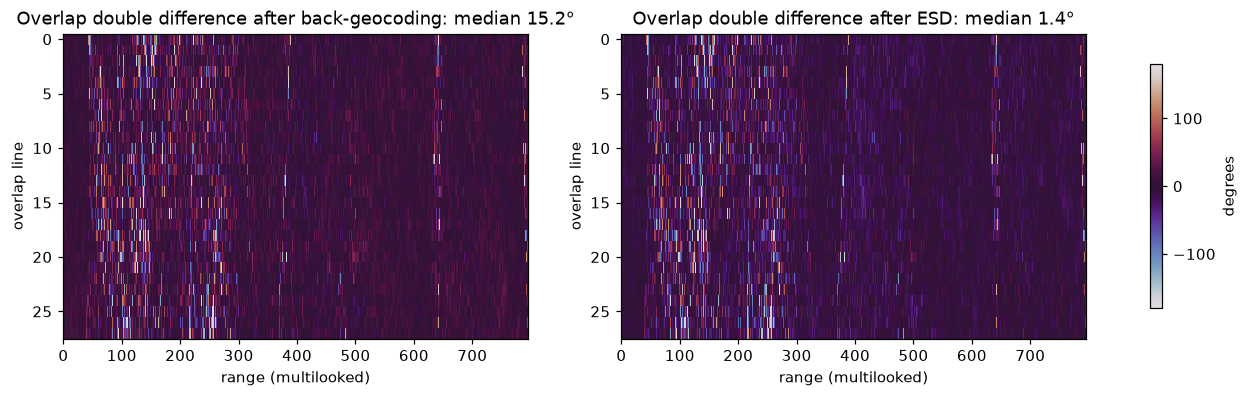 Overlap double difference after back-geocoding: median 15.2°
Overlap double difference after ESD: median 1.4°
overlap line
0
5
10
15
20
25
0 100 200 300 400 500 600 700
range (multilooked)
overlap line
0
5
10
15
20
25
0 100 200 300 400 500 600 700
range (multilooked)
100
0
−100
degrees